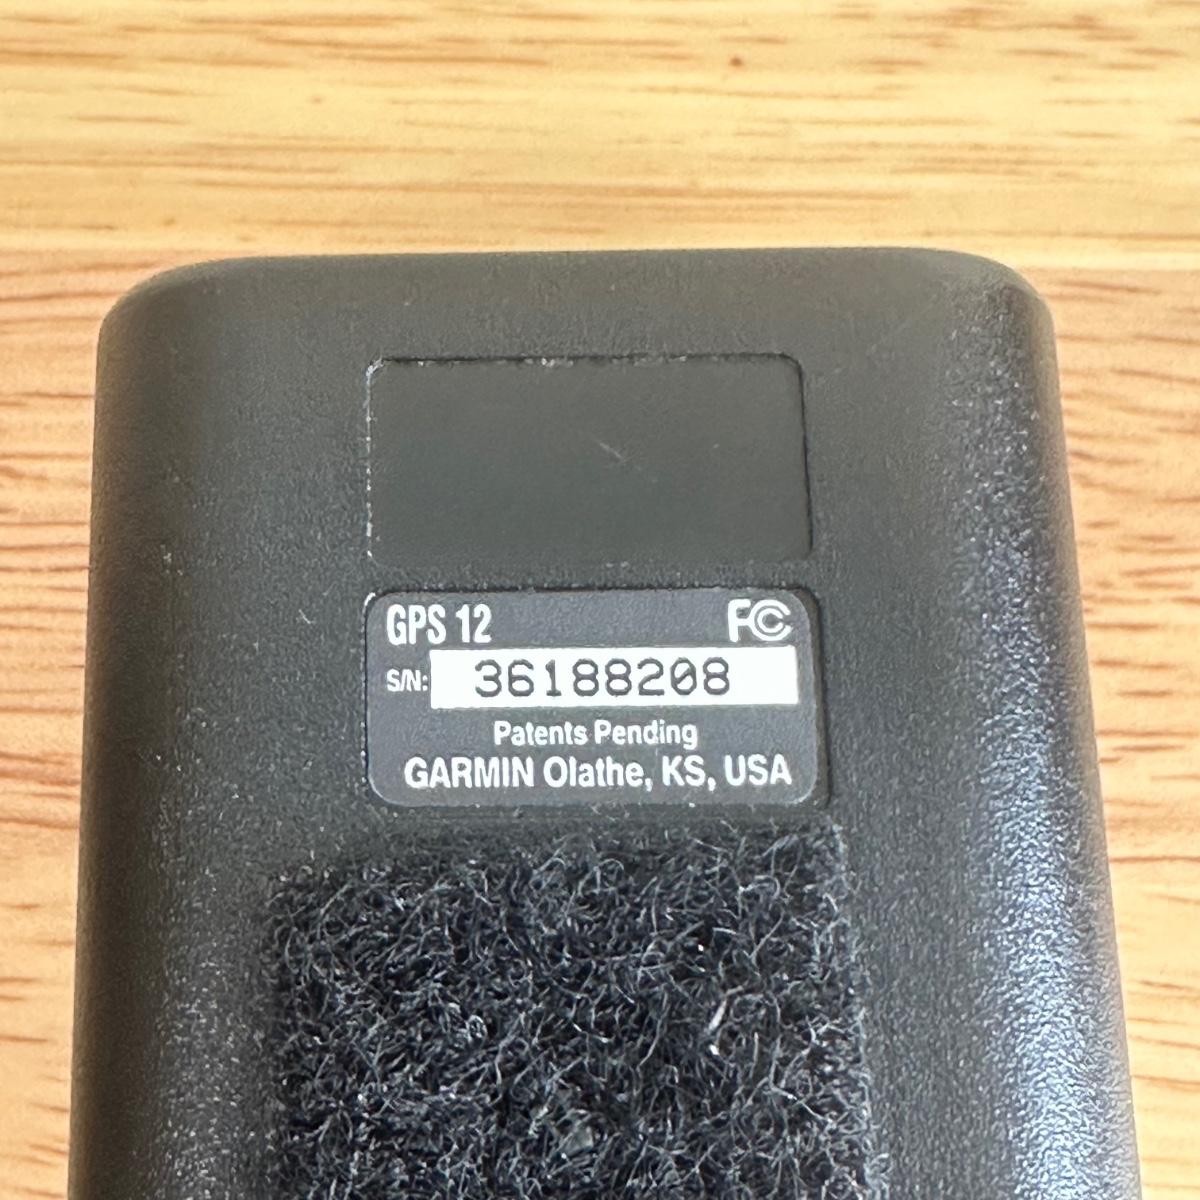 GPS 12 FC
S/N: 36188208
Patents Pending
GARMIN Olathe, KS, USA